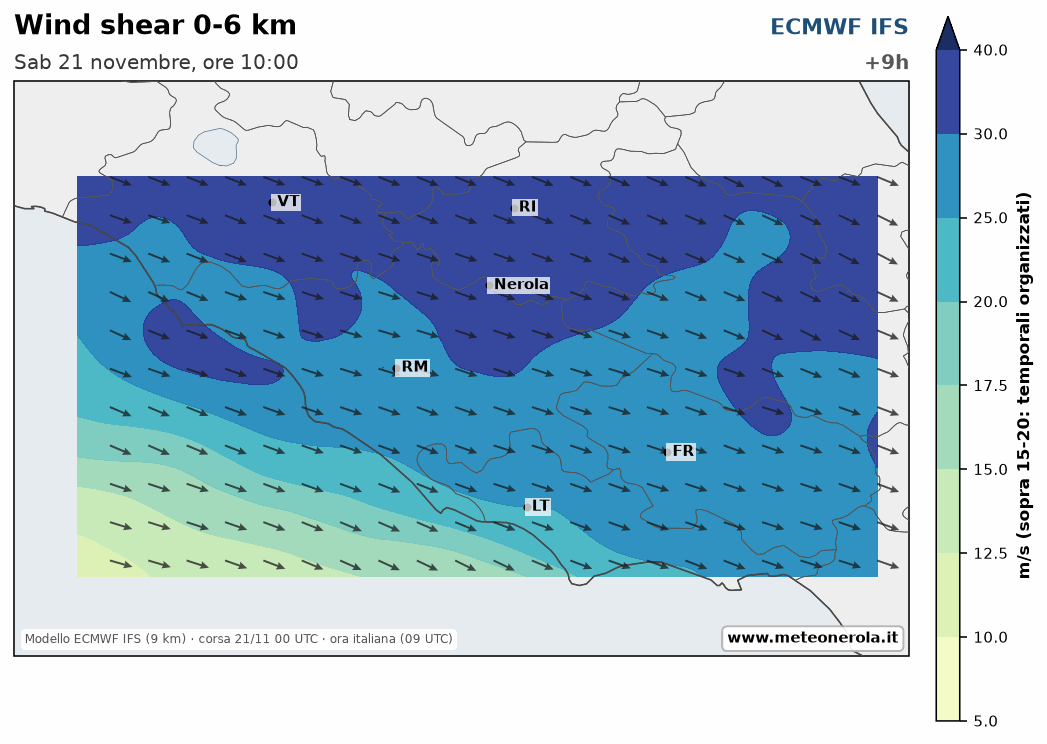 Wind shear 0-6 km
ECMWF IFS
Sab 21 novembre, ore 10:00
+9h
VT
RI
Nerola
RM
FR
LT
40.0
30.0
25.0
20.0
17.5
15.0
12.5
10.0
5.0
m/s (sopra 15-20: temporali organizzati)
Modello ECMWF IFS (9 km) · corsa 21/11 00 UTC · ora italiana (09 UTC)
www.meteonerola.it